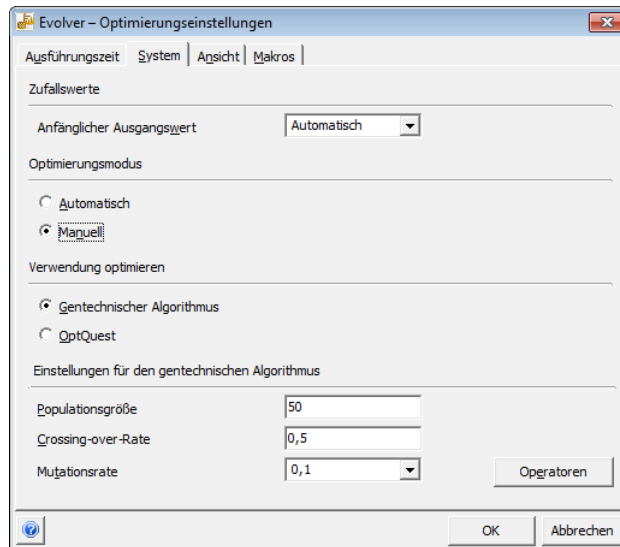 Evolver – Optimierungseinstellungen
Ausführungszeit System Ansicht Makros
Zufallswerte
Anfänglicher Ausgangswert Automatisch
Optimierungsmodus
Automatisch
Manuell
Verwendung optimieren
Gentechnischer Algorithmus
OptQuest
Einstellungen für den gentechnischen Algorithmus
Populationsgröße 50
Crossing-over-Rate 0,5
Mutationsrate 0,1 Operatoren
OK Abbrechen